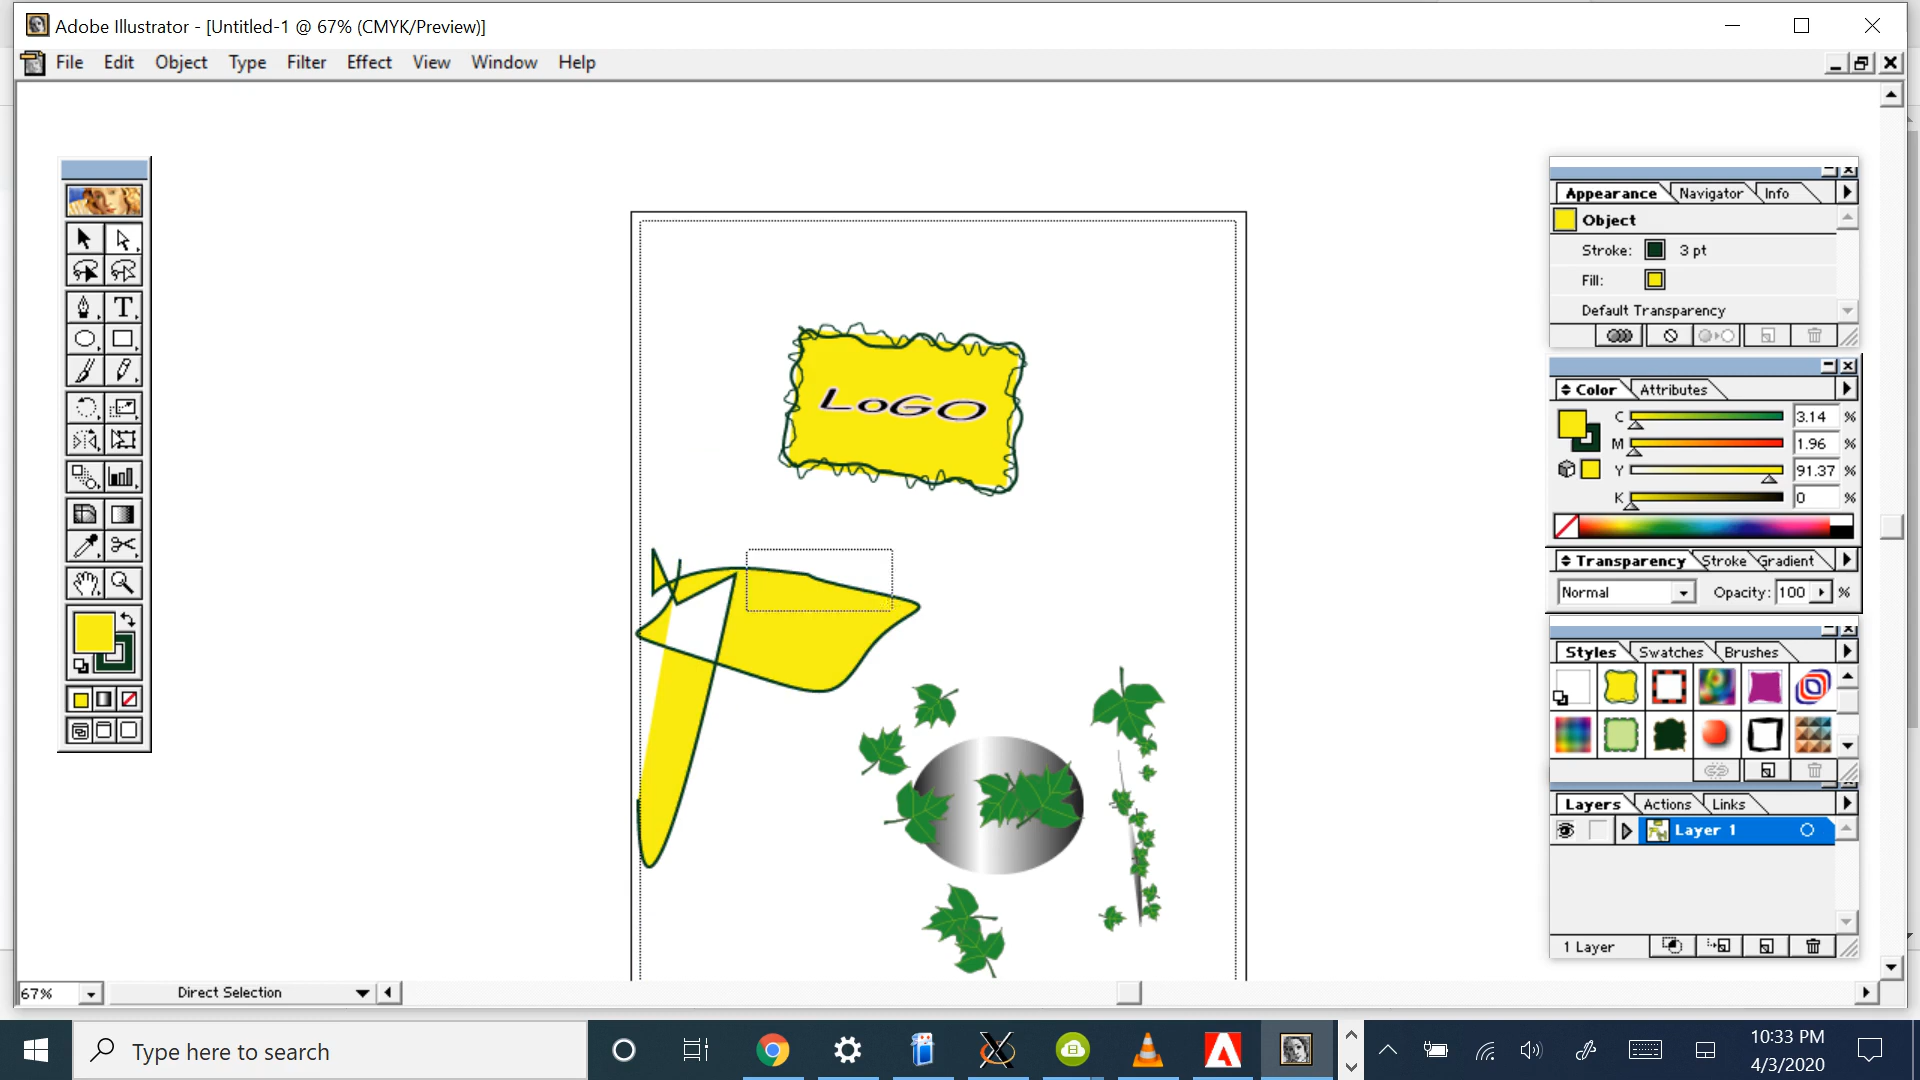 Adobe Illustrator - [Untitled-1 @ 67% (CMYK/Preview)]
File Edit Object Type Filter Effect View Window Help
T
Appearance Navigator Info
Object
Stroke: 3 pt
Fill:
Default Transparency
LoGO
Color Attributes
C 3.14 %
M 1.96 %
Y 91.37 %
K 0 %
Transparency Stroke Gradient
Normal Opacity: 100 %
Styles Swatches Brushes
Layers Actions Links
Layer 1
1 Layer
67% Direct Selection
Type here to search
10:33 PM
4/3/2020